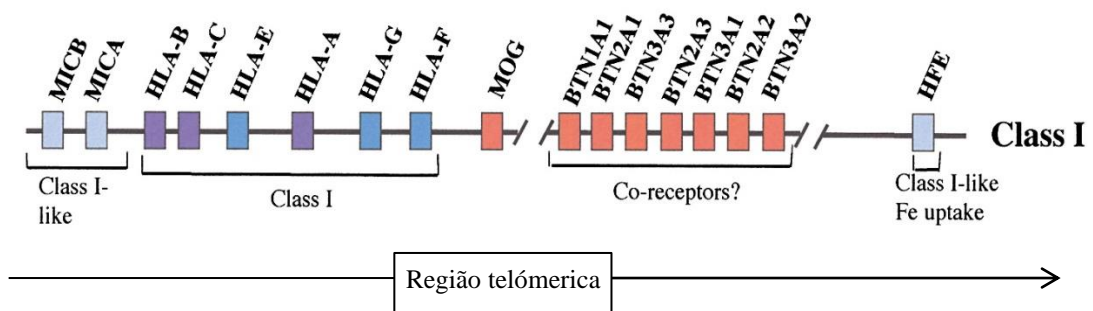 MICB
MICA
HLA-B
HLA-C
HLA-E
HLA-A
HLA-G
HLA-F
MOG
BTN1A1
BTN2A1
BTN3A3
BTN2A3
BTN3A1
BTN2A2
BTN3A2
HFE
Class I
Class I-
like
Class I
Co-receptors?
Class I-like
Fe uptake
Região telómerica